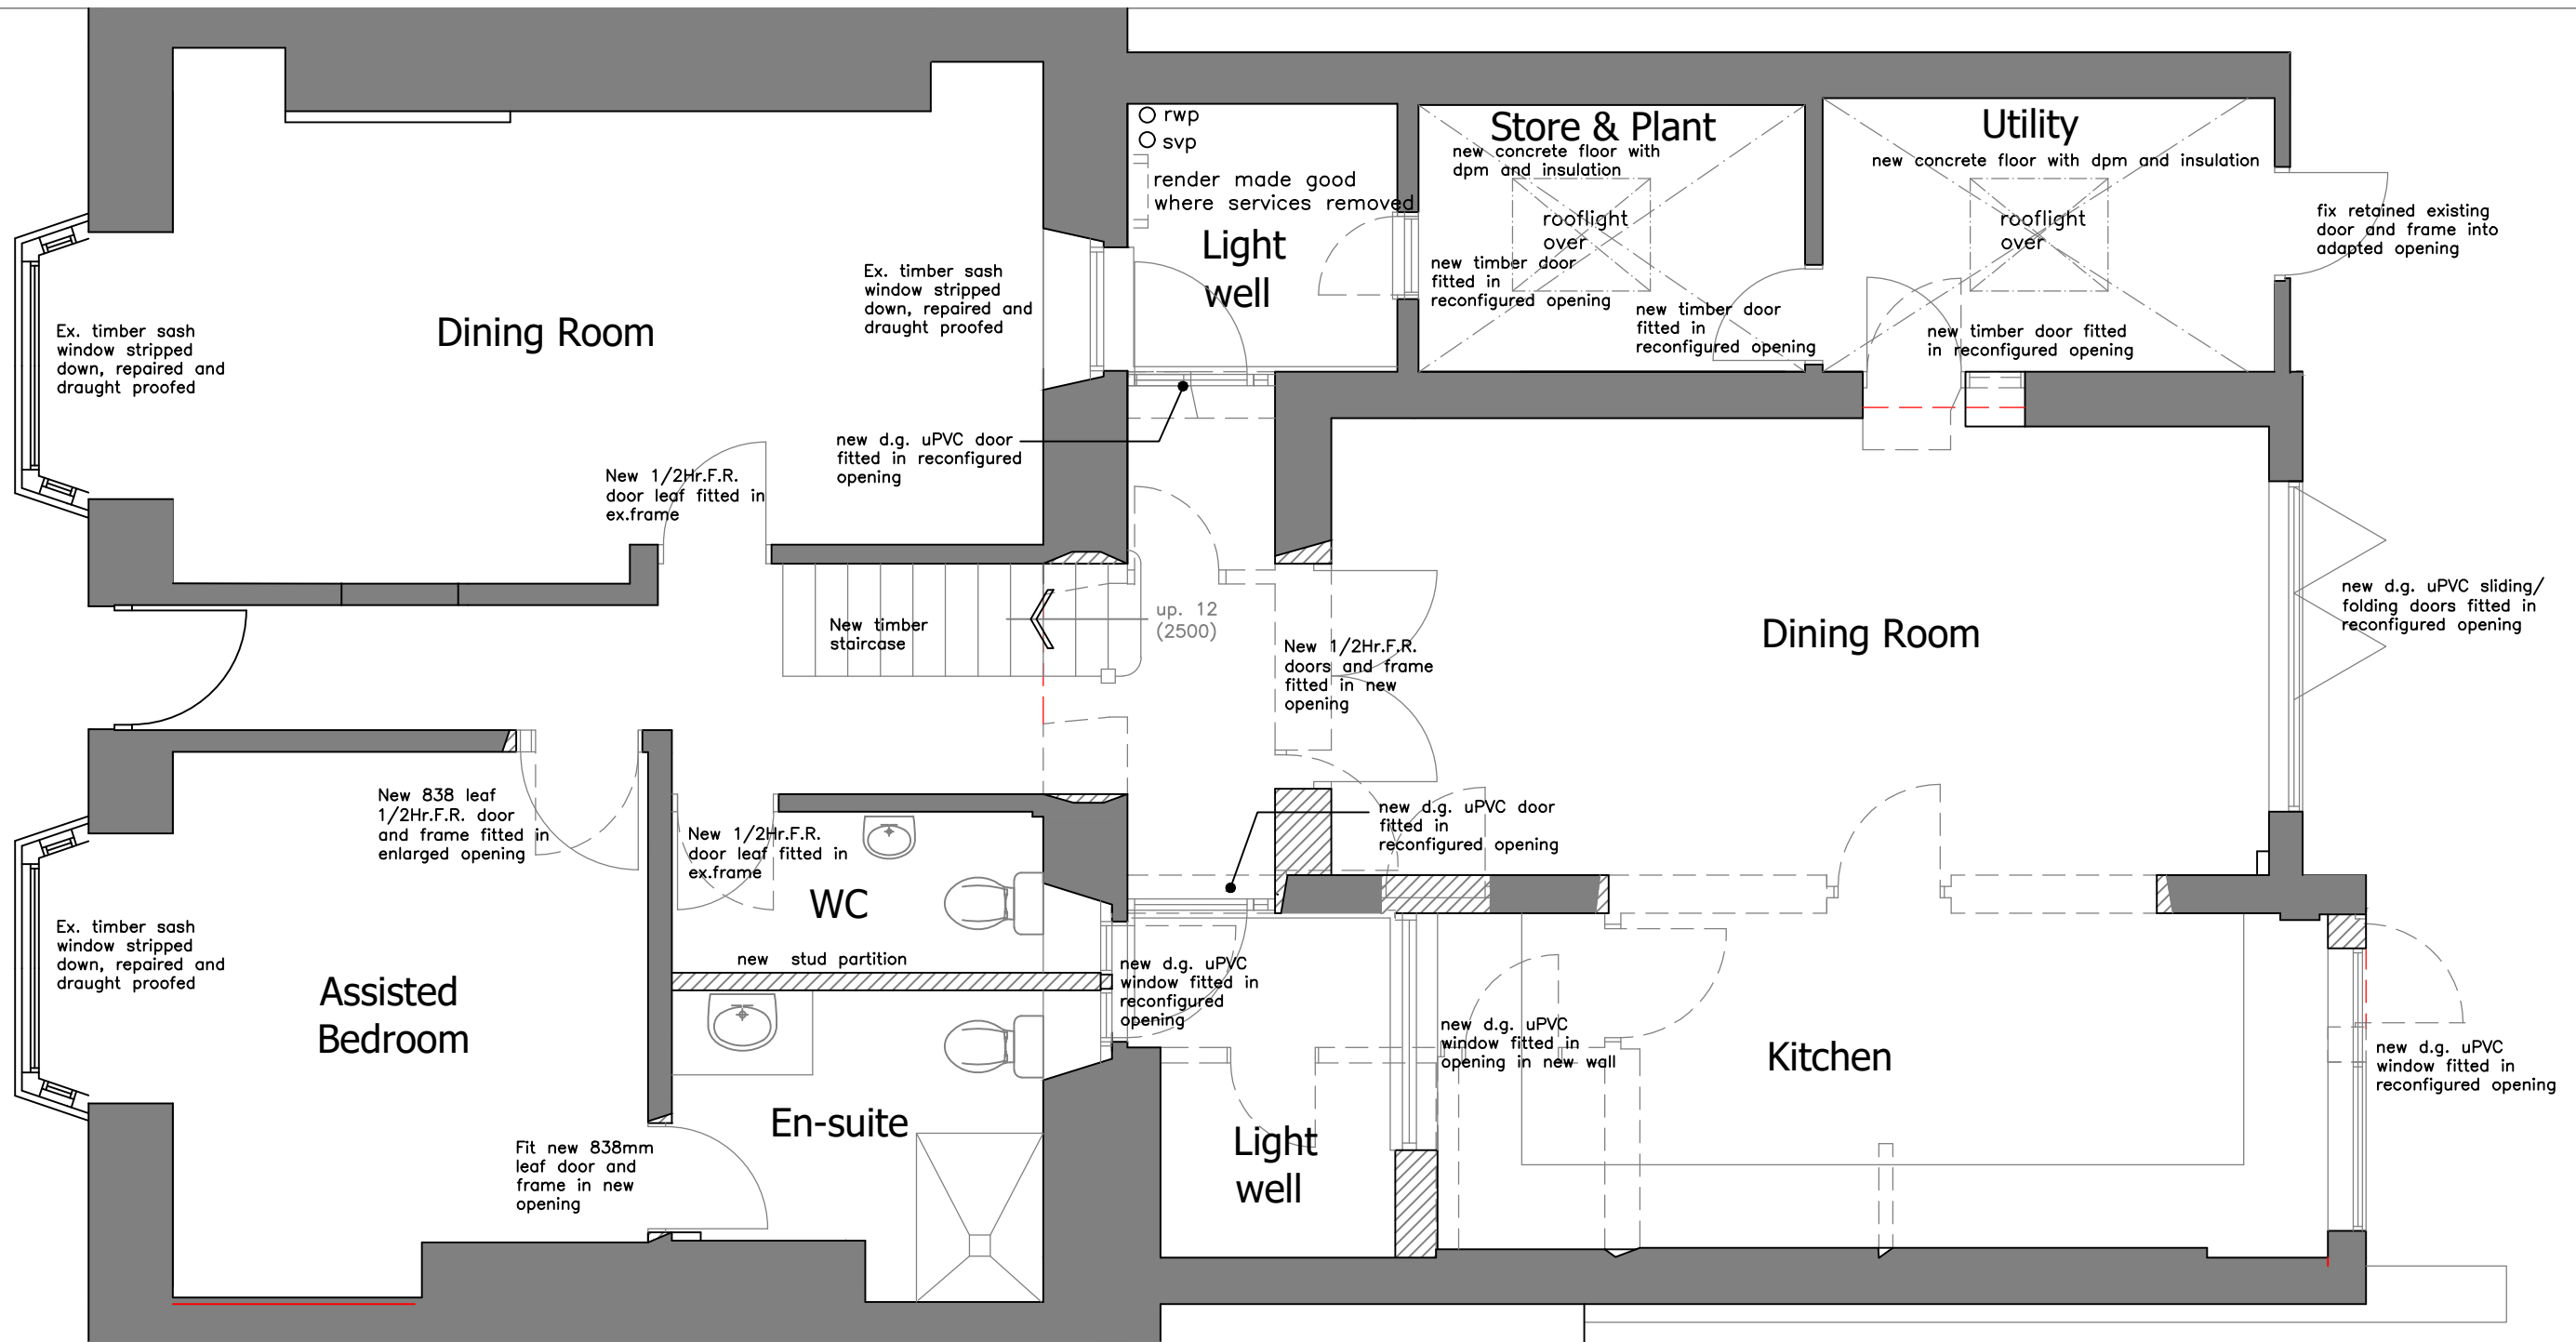 rwp
svp
render made good
where services removed
Light
well
Store & Plant
new concrete floor with
dpm and insulation
rooflight
over
new timber door
fitted in
reconfigured opening
new timber door
fitted in
reconfigured opening
Utility
new concrete floor with dpm and insulation
rooflight
over
new timber door fitted
in reconfigured opening
fix retained existing
door and frame into
adapted opening
Ex. timber sash
window stripped
down, repaired and
draught proofed
Dining Room
Ex. timber sash
window stripped
down, repaired and
draught proofed
new d.g. uPVC door
fitted in reconfigured
opening
New 1/2Hr.F.R.
door leaf fitted in
ex.frame
New timber
staircase
up. 12
(2500)
New 1/2Hr.F.R.
doors and frame
fitted in new
opening
Dining Room
new d.g. uPVC sliding/
folding doors fitted in
reconfigured opening
New 838 leaf
1/2Hr.F.R. door
and frame fitted in
enlarged opening
New 1/2Hr.F.R.
door leaf fitted in
ex.frame
WC
new stud partition
new d.g. uPVC door
fitted in
reconfigured opening
Ex. timber sash
window stripped
down, repaired and
draught proofed
Assisted
Bedroom
new d.g. uPVC
window fitted in
reconfigured
opening
new d.g. uPVC
window fitted in
opening in new wall
Kitchen
new d.g. uPVC
window fitted in
reconfigured opening
En-suite
Fit new 838mm
leaf door and
frame in new
opening
Light
well